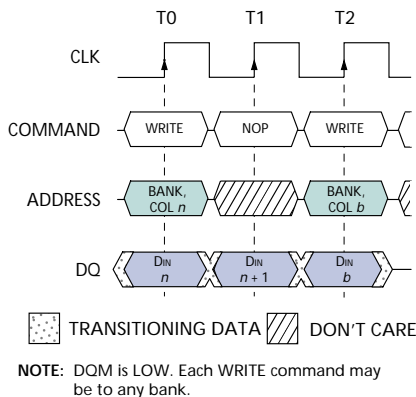 T0 T1 T2
CLK
COMMAND WRITE NOP WRITE
ADDRESS BANK, COL n BANK, COL b
DQ DIN n DIN n + 1 DIN b
TRANSITIONING DATA DON'T CARE
NOTE: DQM is LOW. Each WRITE command may
be to any bank.